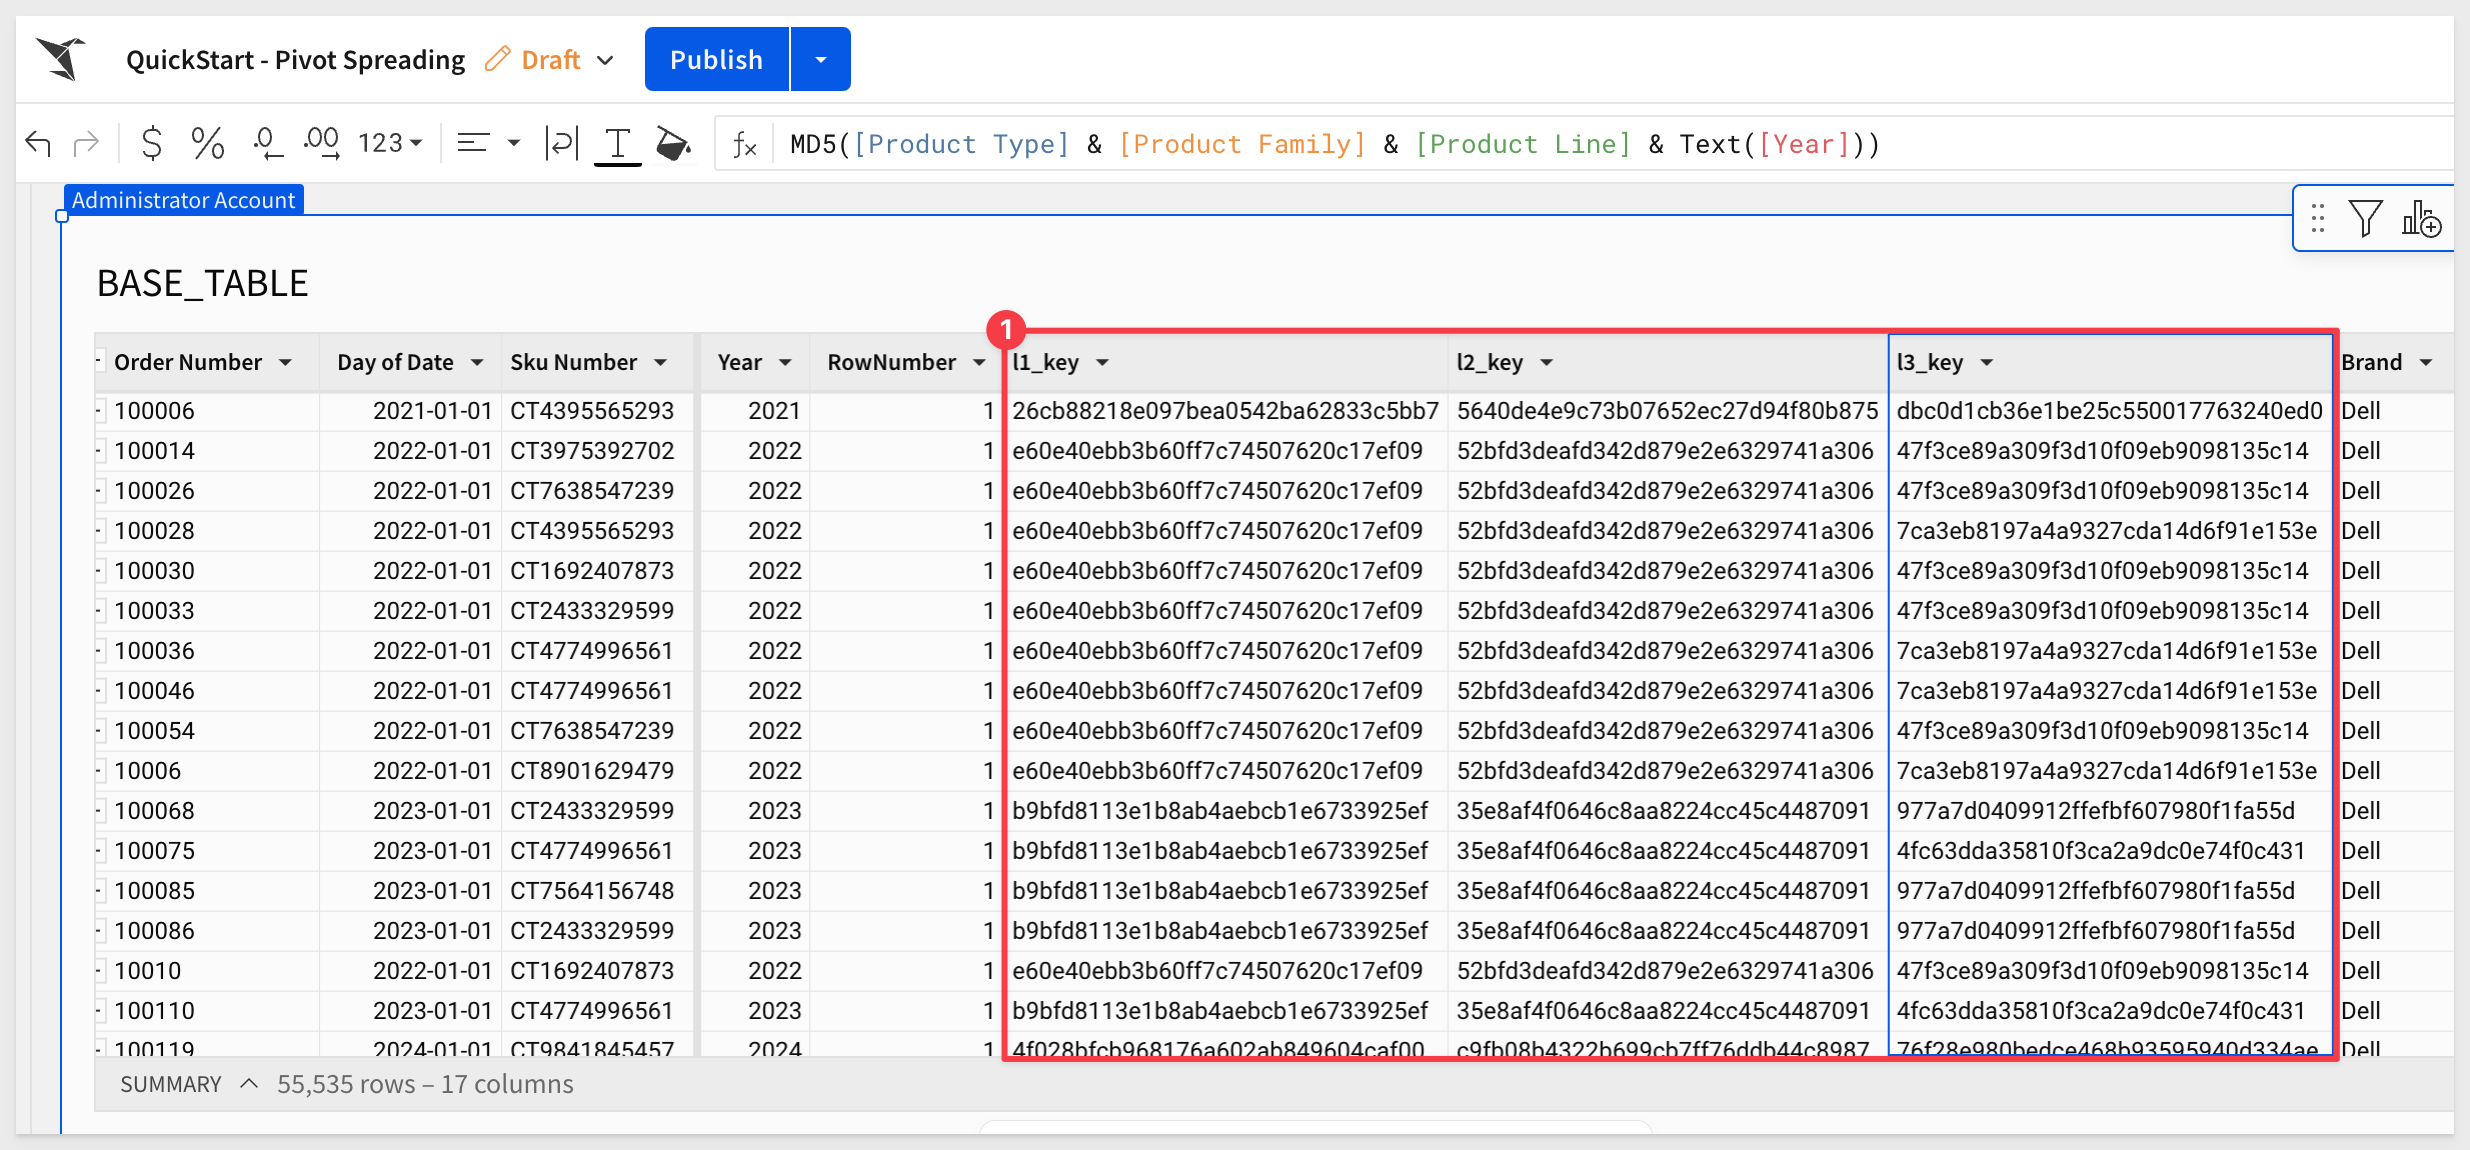 QuickStart - Pivot Spreading Draft Publish
$ % .0 .00 123 fx MD5([Product Type] & [Product Family] & [Product Line] & Text([Year]))
Administrator Account
BASE_TABLE
1
Order Number Day of Date Sku Number Year RowNumber l1_key l2_key l3_key Brand
100006 2021-01-01 CT4395565293 2021 1 26cb88218e097bea0542ba62833c5bb7 5640de4e9c73b07652ec27d94f80b875 dbc0d1cb36e1be25c550017763240ed0 Dell
100014 2022-01-01 CT3975392702 2022 1 e60e40ebb3b60ff7c74507620c17ef09 52bfd3deafd342d879e2e6329741a306 47f3ce89a309f3d10f09eb9098135c14 Dell
100026 2022-01-01 CT7638547239 2022 1 e60e40ebb3b60ff7c74507620c17ef09 52bfd3deafd342d879e2e6329741a306 47f3ce89a309f3d10f09eb9098135c14 Dell
100028 2022-01-01 CT4395565293 2022 1 e60e40ebb3b60ff7c74507620c17ef09 52bfd3deafd342d879e2e6329741a306 7ca3eb8197a4a9327cda14d6f91e153e Dell
100030 2022-01-01 CT1692407873 2022 1 e60e40ebb3b60ff7c74507620c17ef09 52bfd3deafd342d879e2e6329741a306 47f3ce89a309f3d10f09eb9098135c14 Dell
100033 2022-01-01 CT2433329599 2022 1 e60e40ebb3b60ff7c74507620c17ef09 52bfd3deafd342d879e2e6329741a306 47f3ce89a309f3d10f09eb9098135c14 Dell
100036 2022-01-01 CT4774996561 2022 1 e60e40ebb3b60ff7c74507620c17ef09 52bfd3deafd342d879e2e6329741a306 7ca3eb8197a4a9327cda14d6f91e153e Dell
100046 2022-01-01 CT4774996561 2022 1 e60e40ebb3b60ff7c74507620c17ef09 52bfd3deafd342d879e2e6329741a306 7ca3eb8197a4a9327cda14d6f91e153e Dell
100054 2022-01-01 CT7638547239 2022 1 e60e40ebb3b60ff7c74507620c17ef09 52bfd3deafd342d879e2e6329741a306 47f3ce89a309f3d10f09eb9098135c14 Dell
10006 2022-01-01 CT8901629479 2022 1 e60e40ebb3b60ff7c74507620c17ef09 52bfd3deafd342d879e2e6329741a306 7ca3eb8197a4a9327cda14d6f91e153e Dell
100068 2023-01-01 CT2433329599 2023 1 b9bfd8113e1b8ab4aebcb1e6733925ef 35e8af4f0646c8aa8224cc45c4487091 977a7d0409912ffefbf607980f1fa55d Dell
100075 2023-01-01 CT4774996561 2023 1 b9bfd8113e1b8ab4aebcb1e6733925ef 35e8af4f0646c8aa8224cc45c4487091 4fc63dda35810f3ca2a9dc0e74f0c431 Dell
100085 2023-01-01 CT7564156748 2023 1 b9bfd8113e1b8ab4aebcb1e6733925ef 35e8af4f0646c8aa8224cc45c4487091 977a7d0409912ffefbf607980f1fa55d Dell
100086 2023-01-01 CT2433329599 2023 1 b9bfd8113e1b8ab4aebcb1e6733925ef 35e8af4f0646c8aa8224cc45c4487091 977a7d0409912ffefbf607980f1fa55d Dell
10010 2022-01-01 CT1692407873 2022 1 e60e40ebb3b60ff7c74507620c17ef09 52bfd3deafd342d879e2e6329741a306 47f3ce89a309f3d10f09eb9098135c14 Dell
100110 2023-01-01 CT4774996561 2023 1 b9bfd8113e1b8ab4aebcb1e6733925ef 35e8af4f0646c8aa8224cc45c4487091 4fc63dda35810f3ca2a9dc0e74f0c431 Dell
100119 2024-01-01 CT9841845457 2024 1 4f028bfcb968176a602ab849604caf00 c9fb08b4322b699cb7ff76ddb44c8987 76f28e980bedce468b93595940d334ae Dell
SUMMARY 55,535 rows – 17 columns